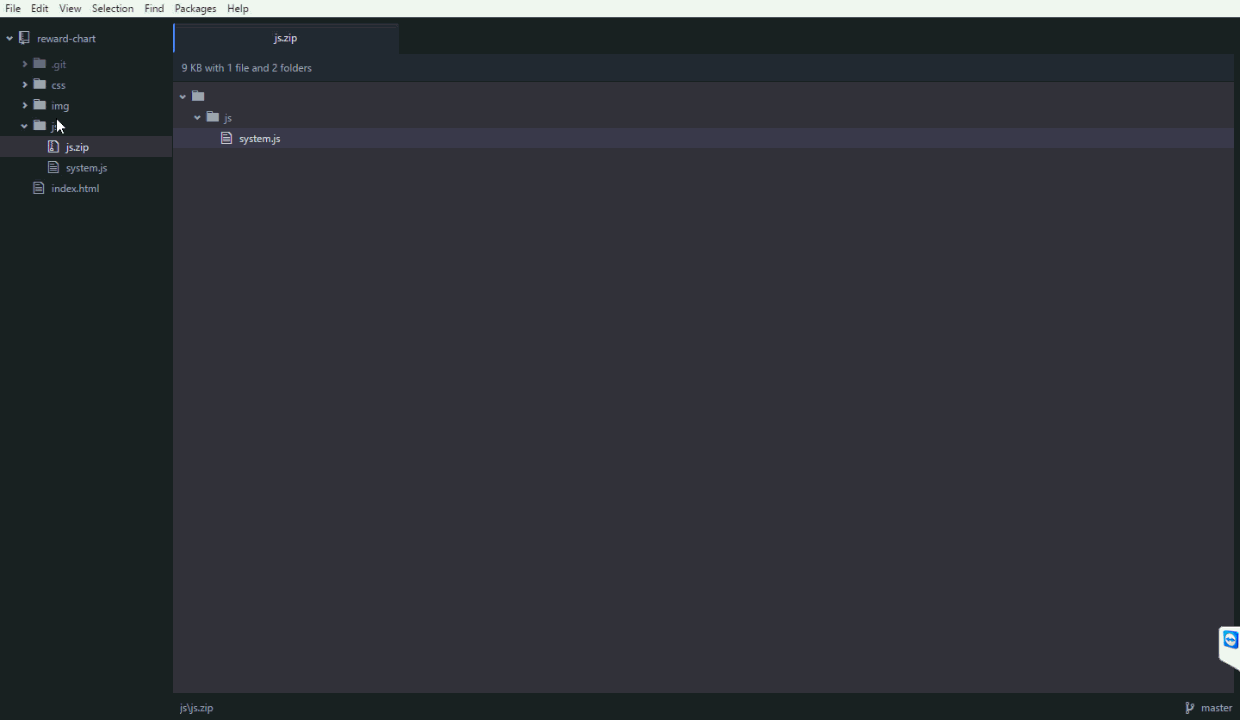 File Edit View Selection Find Packages Help
reward-chart
.git
css
img
js.zip
system.js
index.html
js.zip
9 KB with 1 file and 2 folders
js
system.js
js\js.zip
master